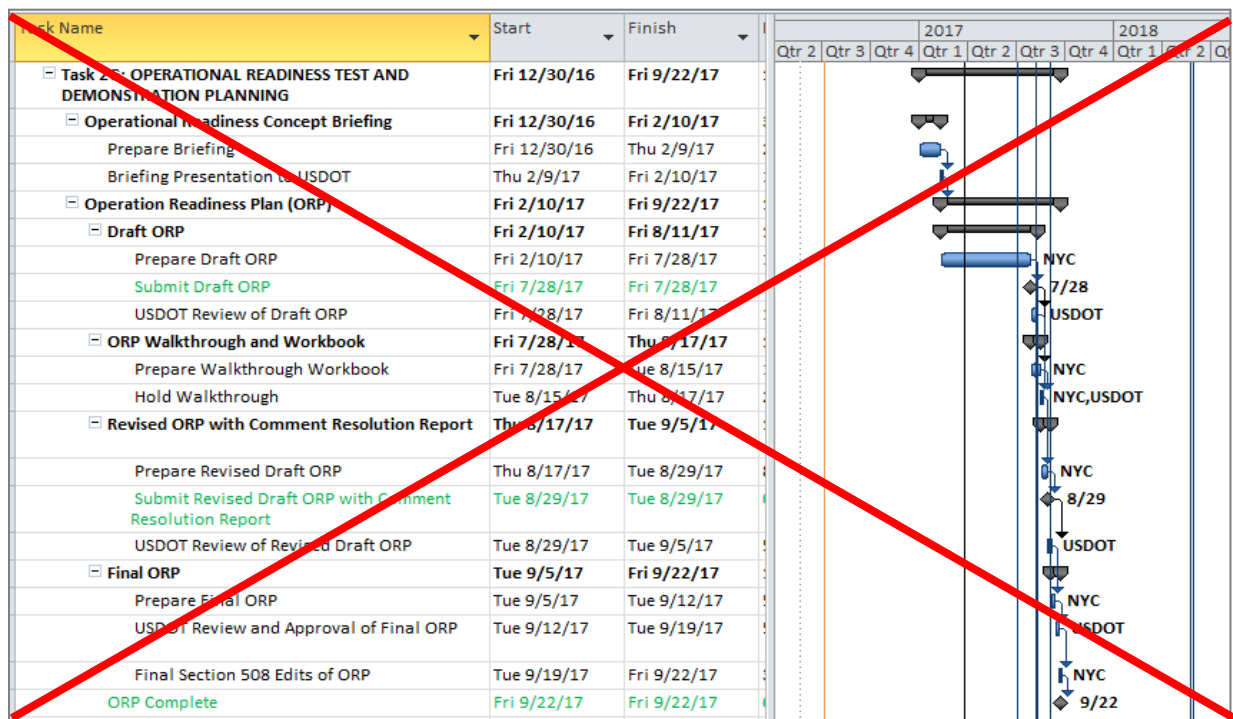 Task Name Start Finish
2017 2018
Qtr 2 Qtr 3 Qtr 4 Qtr 1 Qtr 2 Qtr 3 Qtr 4 Qtr 1 Qtr 2
Task 2G: OPERATIONAL READINESS TEST AND Fri 12/30/16 Fri 9/22/17
DEMONSTRATION PLANNING
Operational Readiness Concept Briefing Fri 12/30/16 Fri 2/10/17
Prepare Briefing Fri 12/30/16 Thu 2/9/17
Briefing Presentation to USDOT Thu 2/9/17 Fri 2/10/17
Operation Readiness Plan (ORP) Fri 2/10/17 Fri 9/22/17
Draft ORP Fri 2/10/17 Fri 8/11/17
Prepare Draft ORP Fri 2/10/17 Fri 7/28/17 NYC
Submit Draft ORP Fri 7/28/17 Fri 7/28/17 7/28
USDOT Review of Draft ORP Fri 7/28/17 Fri 8/11/17 USDOT
ORP Walkthrough and Workbook Fri 7/28/17 Thu 8/17/17
Prepare Walkthrough Workbook Fri 7/28/17 Tue 8/15/17 NYC
Hold Walkthrough Tue 8/15/17 Thu 8/17/17 NYC,USDOT
Revised ORP with Comment Resolution Report Thu 8/17/17 Tue 9/5/17
Prepare Revised Draft ORP Thu 8/17/17 Tue 8/29/17 NYC
Submit Revised Draft ORP with Comment Tue 8/29/17 Tue 8/29/17 8/29
Resolution Report
USDOT Review of Revised Draft ORP Tue 8/29/17 Tue 9/5/17 USDOT
Final ORP Tue 9/5/17 Fri 9/22/17
Prepare Final ORP Tue 9/5/17 Tue 9/12/17 NYC
USDOT Review and Approval of Final ORP Tue 9/12/17 Tue 9/19/17 USDOT
Final Section 508 Edits of ORP Tue 9/19/17 Fri 9/22/17 NYC
ORP Complete Fri 9/22/17 Fri 9/22/17 9/22